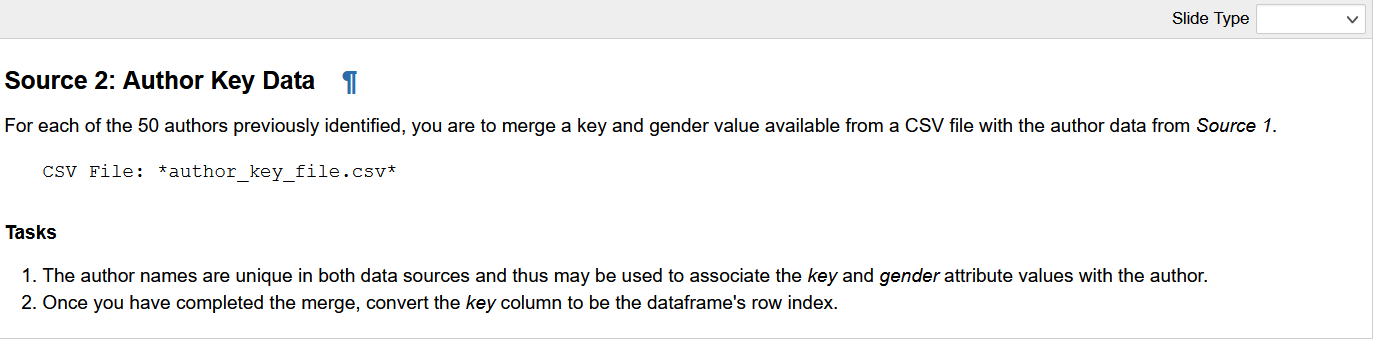 Slide Type
Source 2: Author Key Data ¶
For each of the 50 authors previously identified, you are to merge a key and gender value available from a CSV file with the author data from Source 1.
CSV File: *author_key_file.csv*
Tasks
1. The author names are unique in both data sources and thus may be used to associate the key and gender attribute values with the author.
2. Once you have completed the merge, convert the key column to be the dataframe's row index.